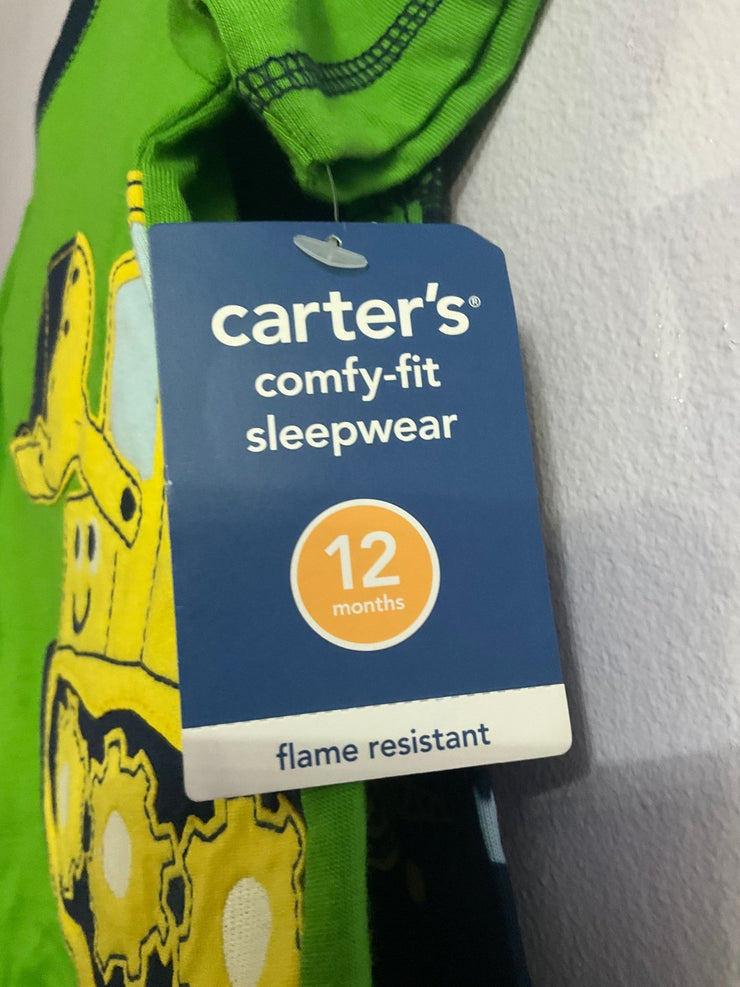 carter's®
comfy-fit
sleepwear
12
months
flame resistant